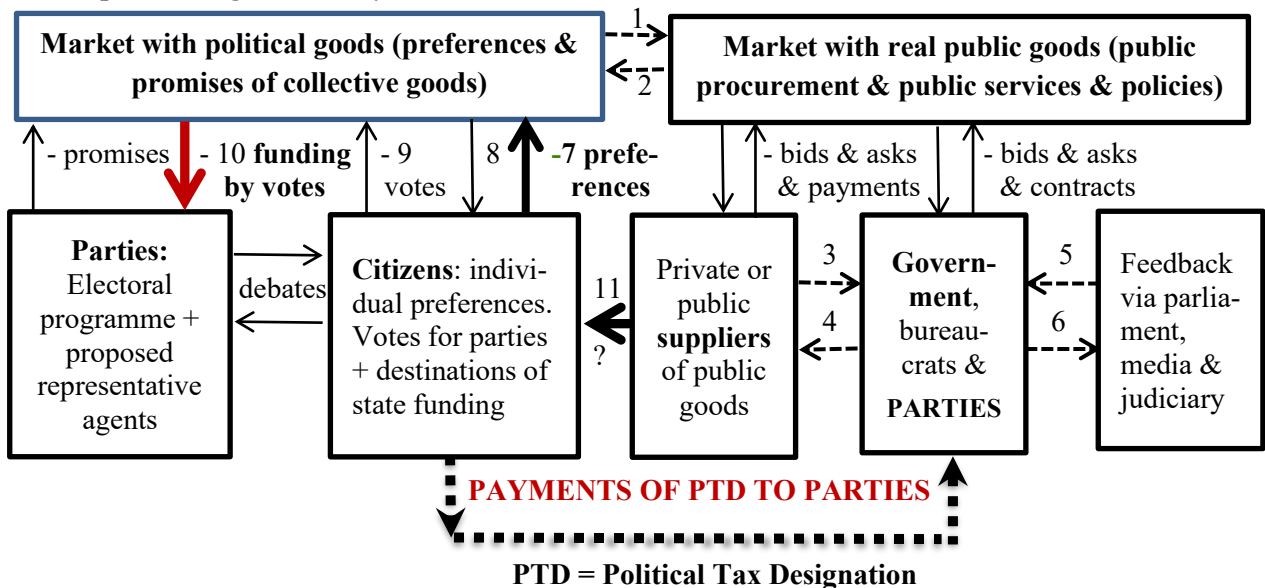 Market with political goods (preferences &
promises of collective goods)
1
2
Market with real public goods (public
procurement & public services & policies)
- promises
- 10 funding
by votes
- 9
votes
8
-7 prefe-
rences
- bids & asks
& payments
- bids & asks
& contracts
Parties:
Electoral
programme +
proposed
representative
agents
debates
Citizens: indivi-
dual preferences.
Votes for parties
+ destinations of
state funding
11
?
Private or
public
suppliers
of public
goods
3
4
Govern-
ment,
bureau-
crats &
PARTIES
5
6
Feedback
via parlia-
ment,
media &
judiciary
PAYMENTS OF PTD TO PARTIES
PTD = Political Tax Designation